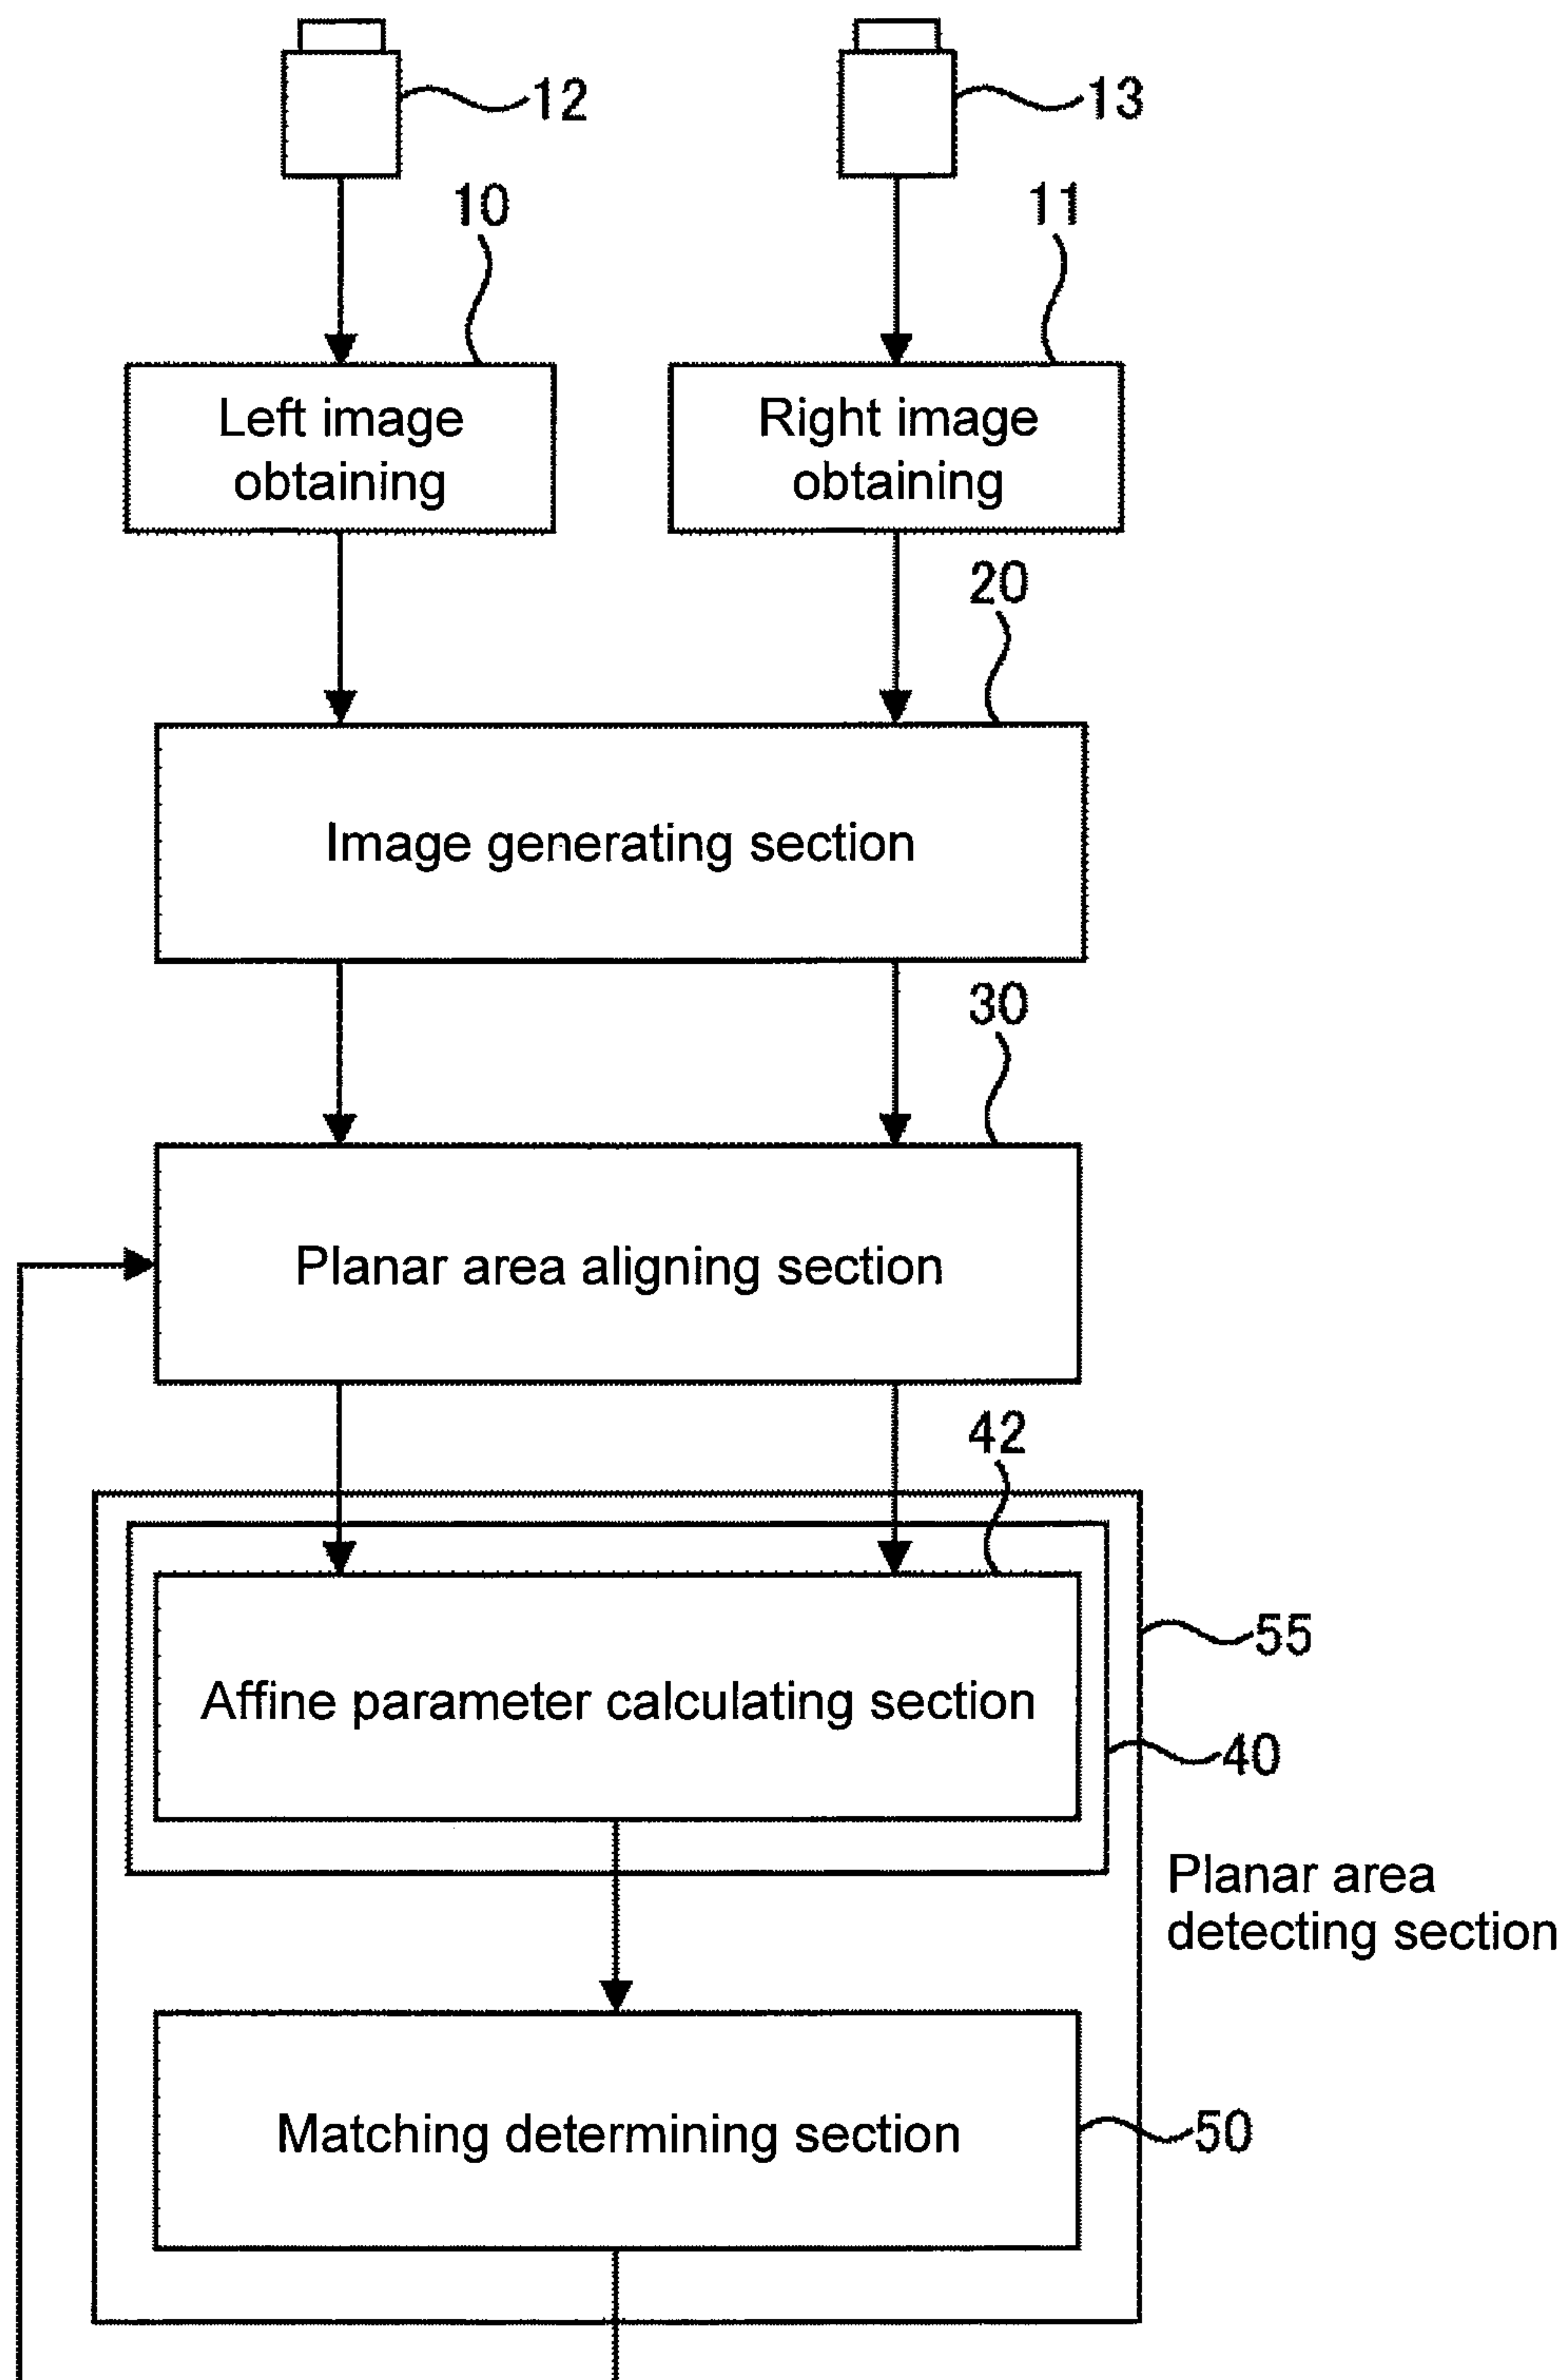 12
13
10
11
Left image
obtaining
Right image
obtaining
20
Image generating section
30
Planar area aligning section
42
55
Affine parameter calculating section
40
Planar area
detecting section
Matching determining section
50